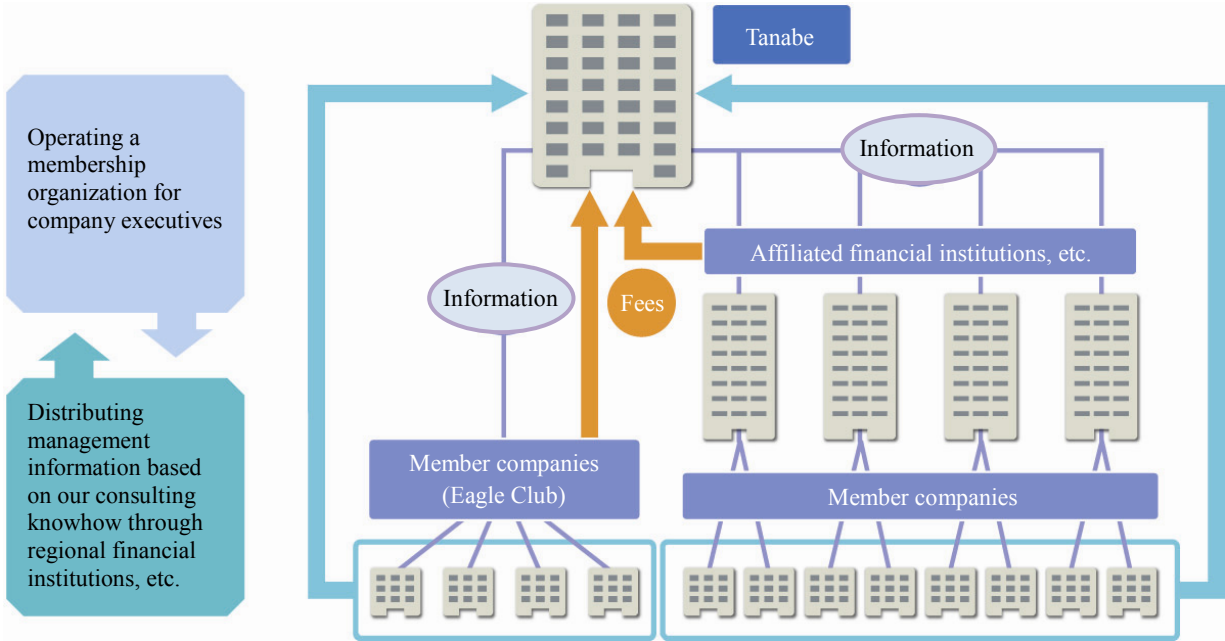 Operating a
membership
organization for
company executives
Distributing
management
information based
on our consulting
knowhow through
regional financial
institutions, etc.
Tanabe
Information
Information
Affiliated financial institutions, etc.
Fees
Member companies
(Eagle Club)
Member companies